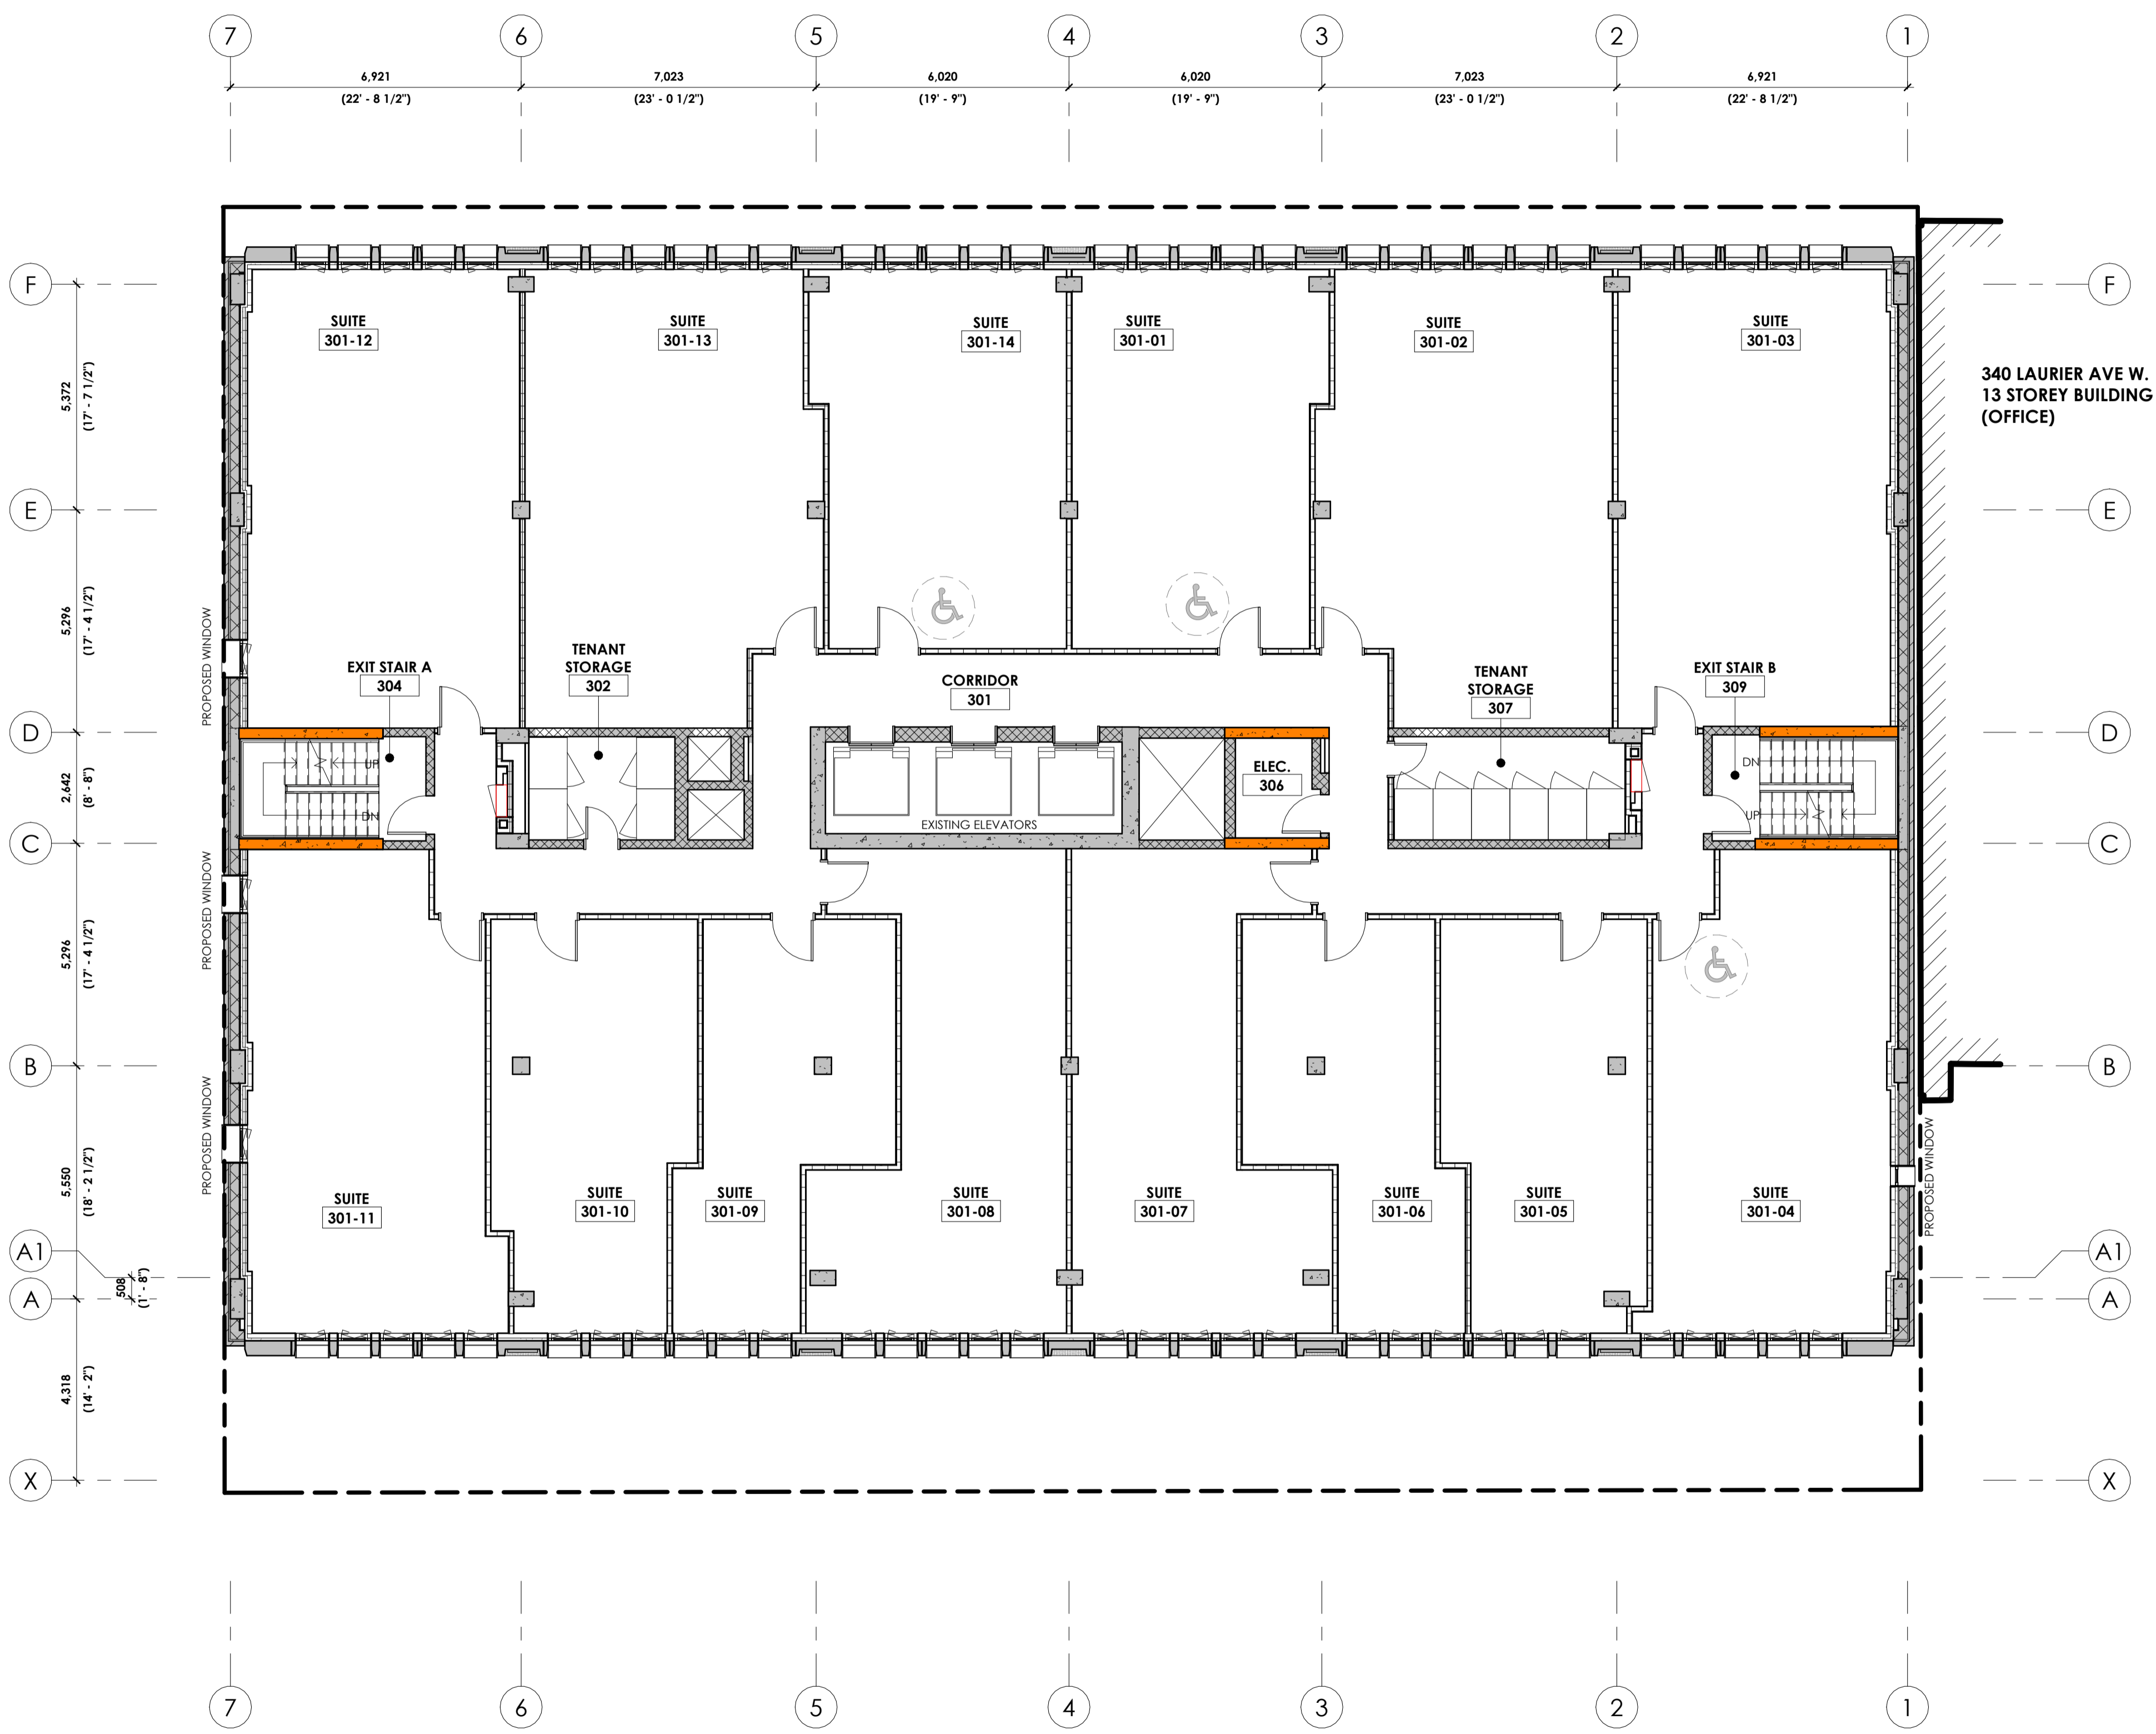 7
6
5
4
3
2
1
6,921
7,023
6,020
6,020
7,023
6,921
(22' - 8 1/2")
(23' - 0 1/2")
(19' - 9")
(19' - 9")
(23' - 0 1/2")
(22' - 8 1/2")
F
F
SUITE
301-12
SUITE
301-13
SUITE
301-14
SUITE
301-01
SUITE
301-02
SUITE
301-03
340 LAURIER AVE W.
13 STOREY BUILDING
(OFFICE)
5,372
(17' - 7 1/2")
E
E
5,296
(17' - 4 1/2")
PROPOSED WINDOW
EXIT STAIR A
304
TENANT
STORAGE
302
CORRIDOR
301
TENANT
STORAGE
307
EXIT STAIR B
309
D
D
UP
DN
ELEC.
306
DN
UP
2,642
(8' - 8")
EXISTING ELEVATORS
C
C
PROPOSED WINDOW
5,296
(17' - 4 1/2")
B
B
PROPOSED WINDOW
PROPOSED WINDOW
5,550
(18' - 2 1/2")
SUITE
301-11
SUITE
301-10
SUITE
301-09
SUITE
301-08
SUITE
301-07
SUITE
301-06
SUITE
301-05
SUITE
301-04
A1
A1
508
(1' - 8")
A
A
4,318
(14' - 2")
X
X
7
6
5
4
3
2
1